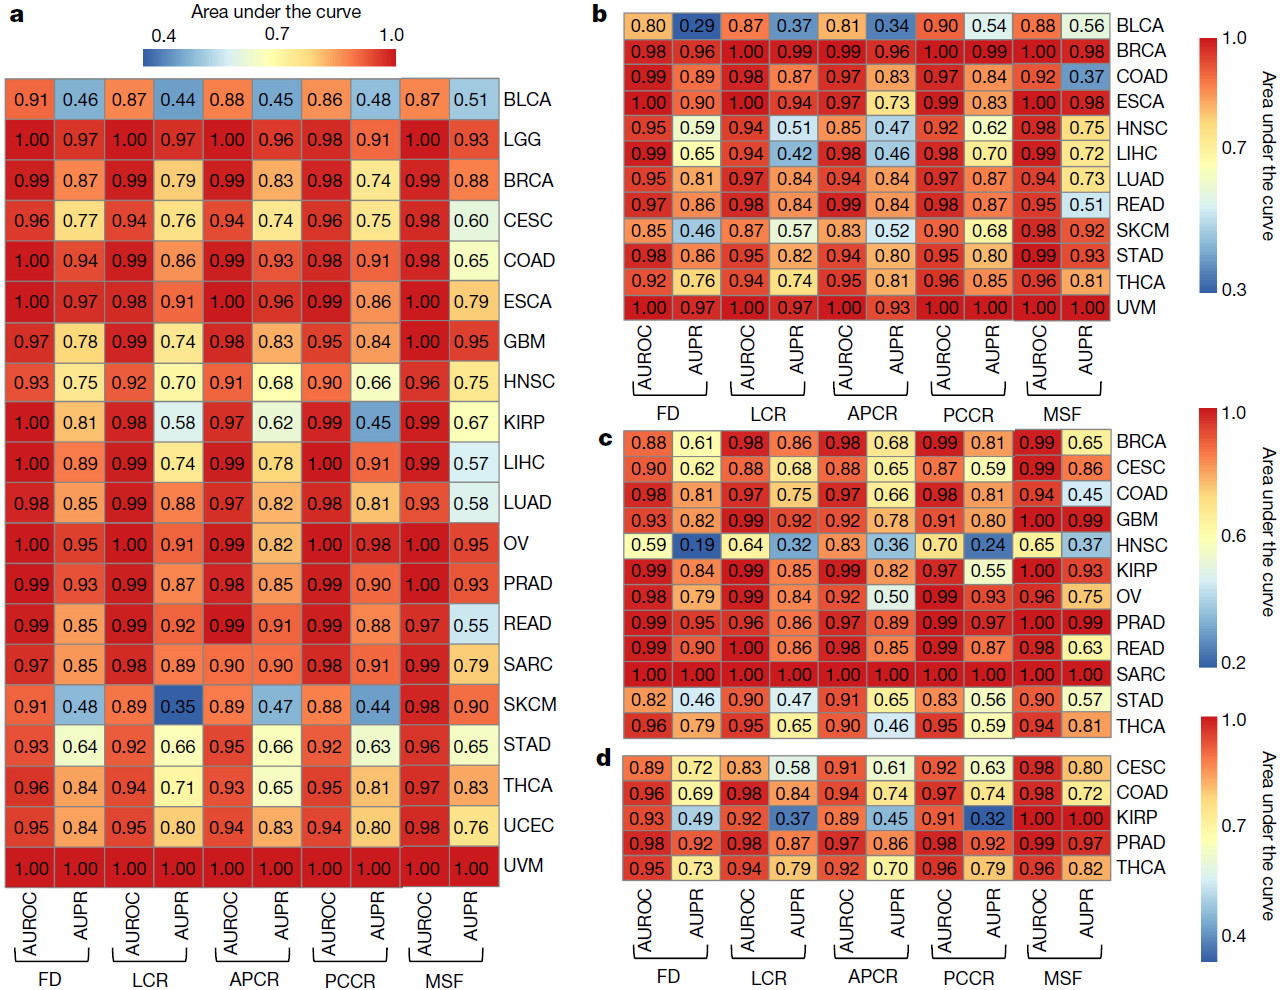 a
Area under the curve
0.4 0.7 1.0
0.91 0.46 0.87 0.44 0.88 0.45 0.86 0.48 0.87 0.51 BLCA
1.00 0.97 1.00 0.97 1.00 0.96 0.98 0.91 1.00 0.93 LGG
0.99 0.87 0.99 0.79 0.99 0.83 0.98 0.74 0.99 0.88 BRCA
0.96 0.77 0.94 0.76 0.94 0.74 0.96 0.75 0.98 0.60 CESC
1.00 0.94 0.99 0.86 0.99 0.93 0.98 0.91 0.98 0.65 COAD
1.00 0.97 0.98 0.91 1.00 0.96 0.99 0.86 1.00 0.79 ESCA
0.97 0.78 0.99 0.74 0.98 0.83 0.95 0.84 1.00 0.95 GBM
0.93 0.75 0.92 0.70 0.91 0.68 0.90 0.66 0.96 0.75 HNSC
1.00 0.81 0.98 0.58 0.97 0.62 0.99 0.45 0.99 0.67 KIRP
1.00 0.89 0.99 0.74 0.99 0.78 1.00 0.91 0.99 0.57 LIHC
0.98 0.85 0.99 0.88 0.97 0.82 0.98 0.81 0.93 0.58 LUAD
1.00 0.95 1.00 0.91 0.99 0.82 1.00 0.98 1.00 0.95 OV
0.99 0.93 0.99 0.87 0.98 0.85 0.99 0.90 1.00 0.93 PRAD
0.99 0.85 0.99 0.92 0.99 0.91 0.99 0.88 0.97 0.55 READ
0.97 0.85 0.98 0.89 0.90 0.90 0.98 0.91 0.99 0.79 SARC
0.91 0.48 0.89 0.35 0.89 0.47 0.88 0.44 0.98 0.90 SKCM
0.93 0.64 0.92 0.66 0.95 0.66 0.92 0.63 0.96 0.65 STAD
0.96 0.84 0.94 0.71 0.93 0.65 0.95 0.81 0.97 0.83 THCA
0.95 0.84 0.95 0.80 0.94 0.83 0.94 0.80 0.98 0.76 UCEC
1.00 1.00 1.00 1.00 1.00 1.00 1.00 1.00 1.00 1.00 UVM
AUROC AUPR AUROC AUPR AUROC AUPR AUROC AUPR AUROC AUPR
FD LCR APCR PCCR MSF
b
0.80 0.29 0.87 0.37 0.81 0.34 0.90 0.54 0.88 0.56 BLCA
0.98 0.96 1.00 0.99 0.99 0.96 1.00 0.99 1.00 0.98 BRCA
0.99 0.89 0.98 0.87 0.97 0.83 0.97 0.84 0.92 0.37 COAD
1.00 0.90 1.00 0.94 0.97 0.73 0.99 0.83 1.00 0.98 ESCA
0.95 0.59 0.94 0.51 0.85 0.47 0.92 0.62 0.98 0.75 HNSC
0.99 0.65 0.94 0.42 0.98 0.46 0.98 0.70 0.99 0.72 LIHC
0.95 0.81 0.97 0.84 0.94 0.84 0.97 0.87 0.94 0.73 LUAD
0.97 0.86 0.98 0.84 0.99 0.84 0.98 0.87 0.95 0.51 READ
0.85 0.46 0.87 0.57 0.83 0.52 0.90 0.68 0.98 0.92 SKCM
0.98 0.86 0.95 0.82 0.94 0.80 0.95 0.80 0.99 0.93 STAD
0.92 0.76 0.94 0.74 0.95 0.81 0.96 0.85 0.96 0.81 THCA
1.00 0.97 1.00 0.97 1.00 0.93 1.00 1.00 1.00 1.00 UVM
AUROC AUPR AUROC AUPR AUROC AUPR AUROC AUPR AUROC AUPR
FD LCR APCR PCCR MSF
1.0
0.7
0.3
Area under the curve
c
0.88 0.61 0.98 0.86 0.98 0.68 0.99 0.81 0.99 0.65 BRCA
0.90 0.62 0.88 0.68 0.88 0.65 0.87 0.59 0.99 0.86 CESC
0.98 0.81 0.97 0.75 0.97 0.66 0.98 0.81 0.94 0.45 COAD
0.93 0.82 0.99 0.92 0.92 0.78 0.91 0.80 1.00 0.99 GBM
0.59 0.19 0.64 0.32 0.83 0.36 0.70 0.24 0.65 0.37 HNSC
0.99 0.84 0.99 0.85 0.99 0.82 0.97 0.55 1.00 0.93 KIRP
0.98 0.79 0.99 0.84 0.92 0.50 0.99 0.93 0.96 0.75 OV
0.99 0.95 0.96 0.86 0.97 0.89 0.99 0.97 1.00 0.99 PRAD
0.99 0.90 1.00 0.86 0.98 0.85 0.99 0.87 0.98 0.63 READ
1.00 1.00 1.00 1.00 1.00 1.00 1.00 1.00 1.00 1.00 SARC
0.82 0.46 0.90 0.47 0.91 0.65 0.83 0.56 0.90 0.57 STAD
0.96 0.79 0.95 0.65 0.90 0.46 0.95 0.59 0.94 0.81 THCA
1.0
0.6
0.2
Area under the curve
d
0.89 0.72 0.83 0.58 0.91 0.61 0.92 0.63 0.98 0.80 CESC
0.96 0.69 0.98 0.84 0.94 0.74 0.97 0.74 0.98 0.72 COAD
0.93 0.49 0.92 0.37 0.89 0.45 0.91 0.32 1.00 1.00 KIRP
0.98 0.92 0.98 0.87 0.97 0.86 0.98 0.92 0.99 0.97 PRAD
0.95 0.73 0.94 0.79 0.92 0.70 0.96 0.79 0.96 0.82 THCA
AUROC AUPR AUROC AUPR AUROC AUPR AUROC AUPR AUROC AUPR
FD LCR APCR PCCR MSF
1.0
0.7
0.4
Area under the curve